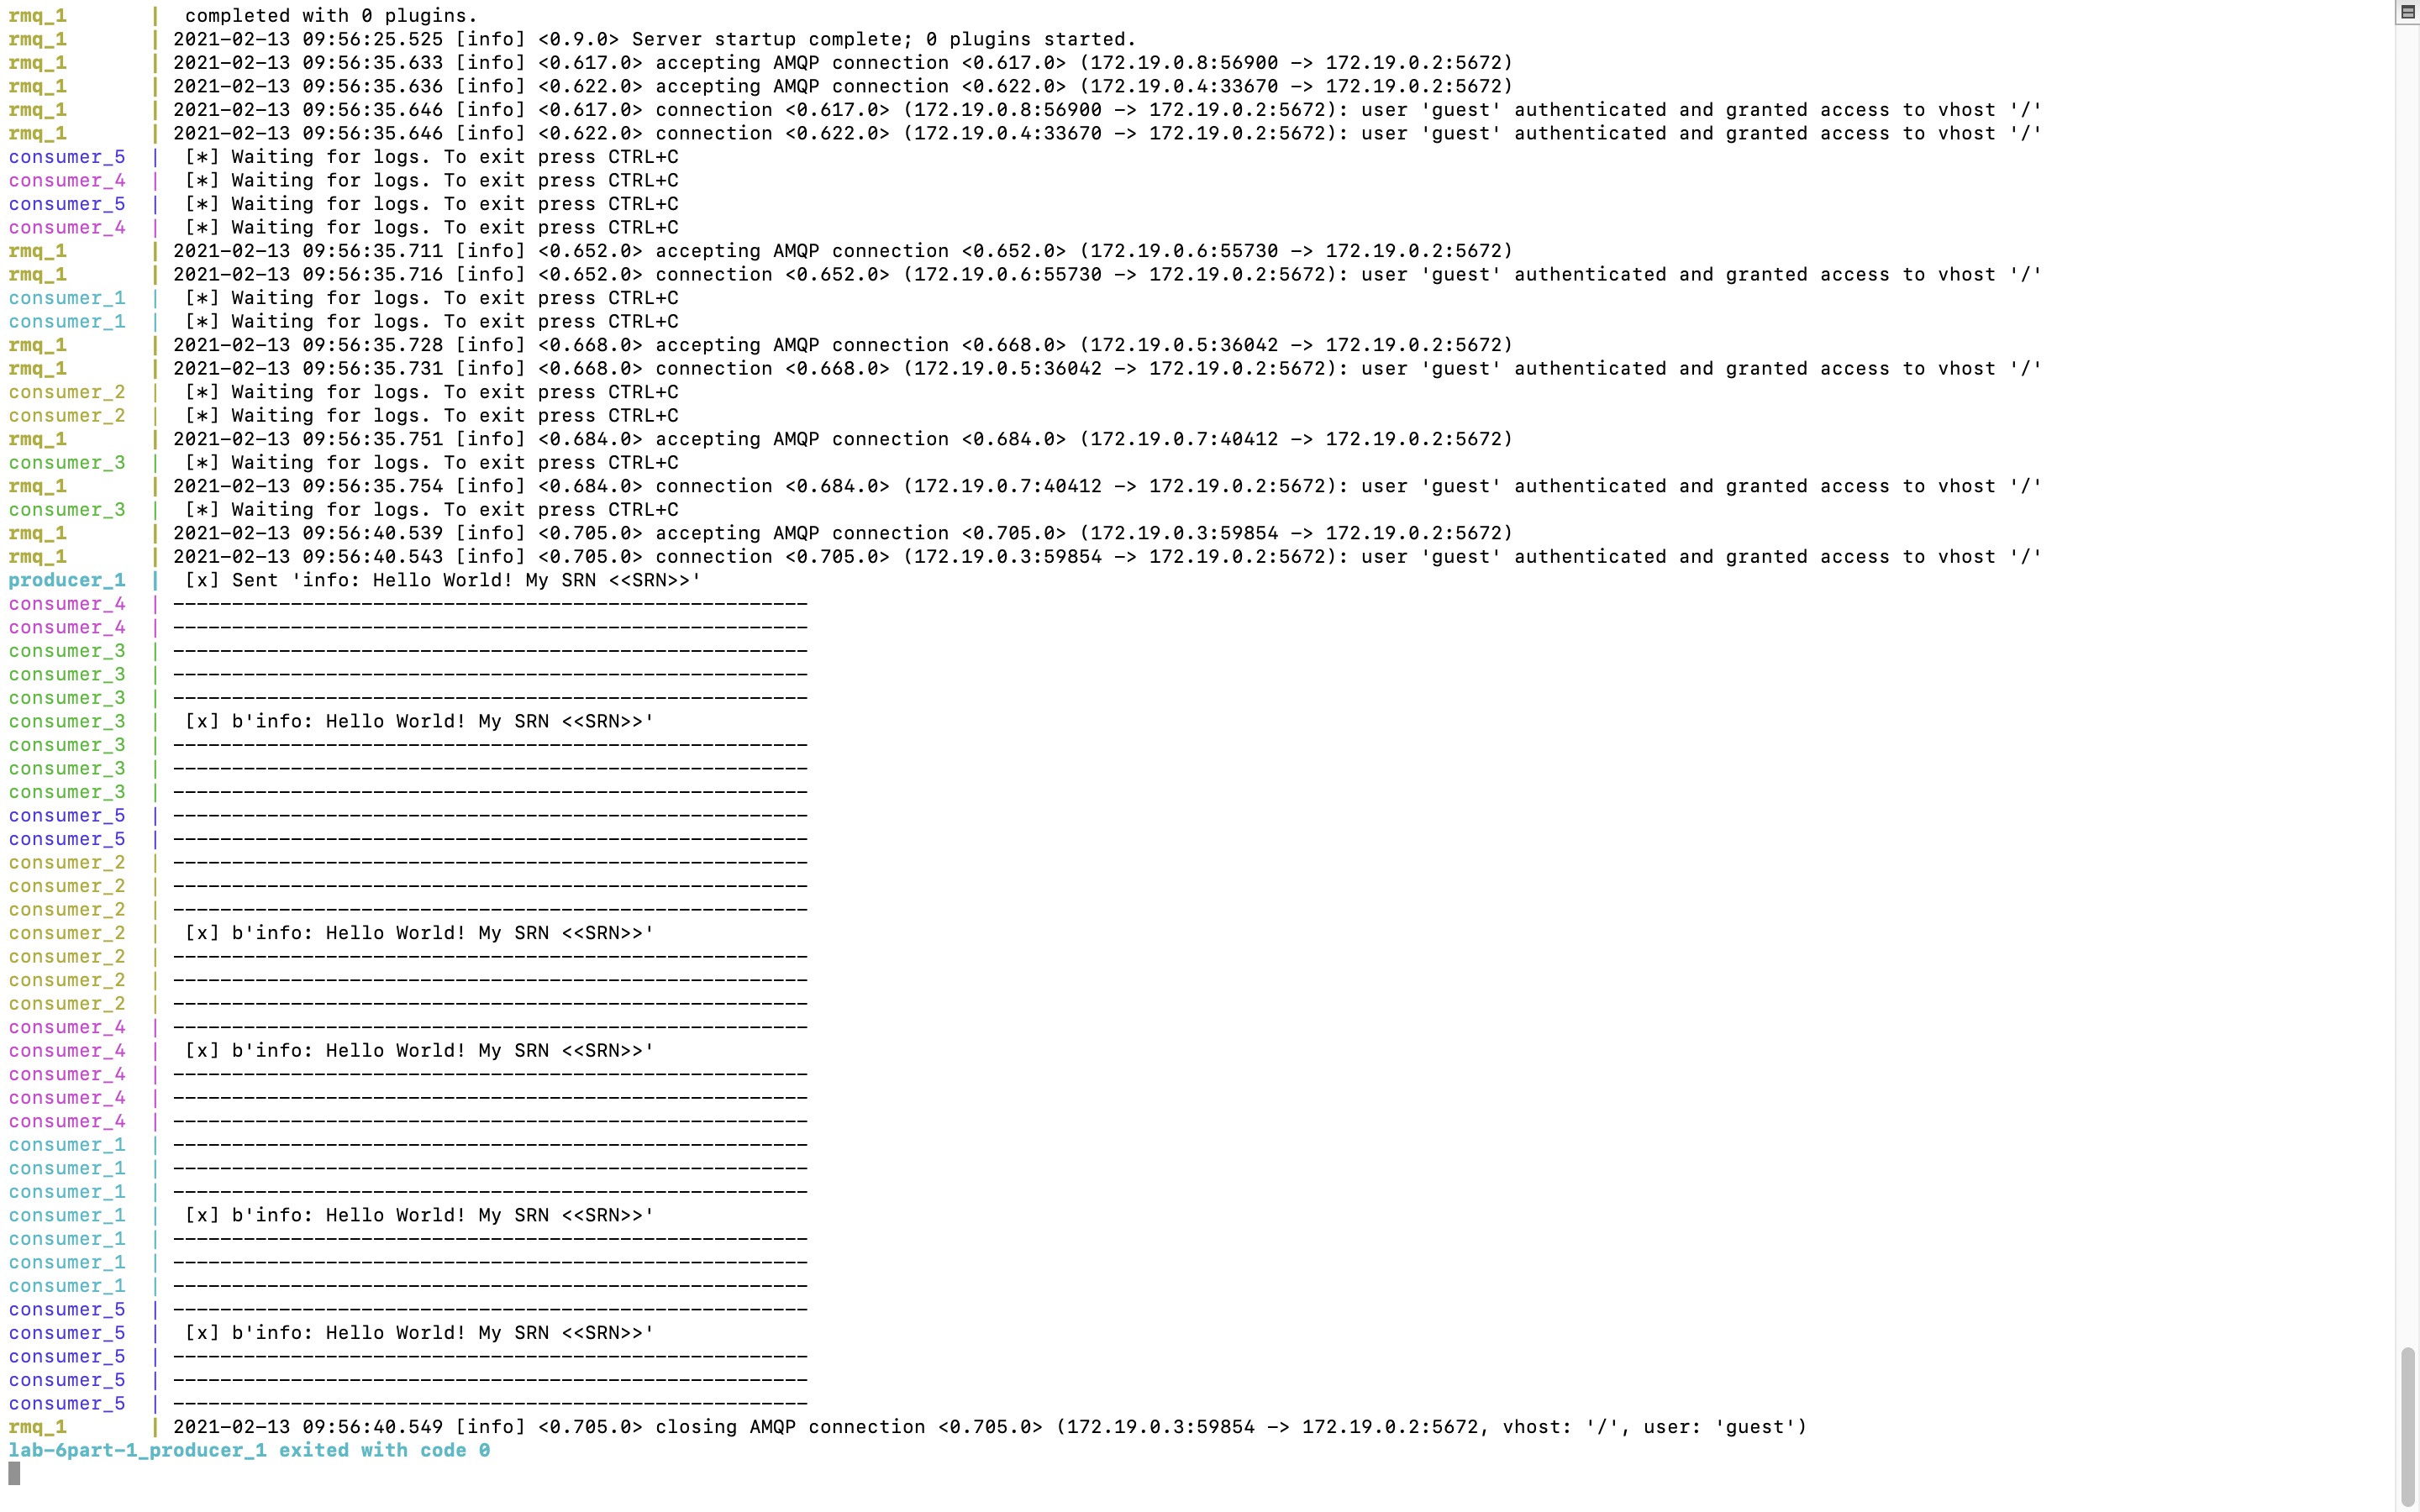 rmq_1       |  completed with 0 plugins.
rmq_1       | 2021-02-13 09:56:25.525 [info] <0.9.0> Server startup complete; 0 plugins started.
rmq_1       | 2021-02-13 09:56:35.633 [info] <0.617.0> accepting AMQP connection <0.617.0> (172.19.0.8:56900 -> 172.19.0.2:5672)
rmq_1       | 2021-02-13 09:56:35.636 [info] <0.622.0> accepting AMQP connection <0.622.0> (172.19.0.4:33670 -> 172.19.0.2:5672)
rmq_1       | 2021-02-13 09:56:35.646 [info] <0.617.0> connection <0.617.0> (172.19.0.8:56900 -> 172.19.0.2:5672): user 'guest' authenticated and granted access to vhost '/'
rmq_1       | 2021-02-13 09:56:35.646 [info] <0.622.0> connection <0.622.0> (172.19.0.4:33670 -> 172.19.0.2:5672): user 'guest' authenticated and granted access to vhost '/'
consumer_5  |  [*] Waiting for logs. To exit press CTRL+C
consumer_4  |  [*] Waiting for logs. To exit press CTRL+C
consumer_5  |  [*] Waiting for logs. To exit press CTRL+C
consumer_4  |  [*] Waiting for logs. To exit press CTRL+C
rmq_1       | 2021-02-13 09:56:35.711 [info] <0.652.0> accepting AMQP connection <0.652.0> (172.19.0.6:55730 -> 172.19.0.2:5672)
rmq_1       | 2021-02-13 09:56:35.716 [info] <0.652.0> connection <0.652.0> (172.19.0.6:55730 -> 172.19.0.2:5672): user 'guest' authenticated and granted access to vhost '/'
consumer_1  |  [*] Waiting for logs. To exit press CTRL+C
consumer_1  |  [*] Waiting for logs. To exit press CTRL+C
rmq_1       | 2021-02-13 09:56:35.728 [info] <0.668.0> accepting AMQP connection <0.668.0> (172.19.0.5:36042 -> 172.19.0.2:5672)
rmq_1       | 2021-02-13 09:56:35.731 [info] <0.668.0> connection <0.668.0> (172.19.0.5:36042 -> 172.19.0.2:5672): user 'guest' authenticated and granted access to vhost '/'
consumer_2  |  [*] Waiting for logs. To exit press CTRL+C
consumer_2  |  [*] Waiting for logs. To exit press CTRL+C
rmq_1       | 2021-02-13 09:56:35.751 [info] <0.684.0> accepting AMQP connection <0.684.0> (172.19.0.7:40412 -> 172.19.0.2:5672)
consumer_3  |  [*] Waiting for logs. To exit press CTRL+C
rmq_1       | 2021-02-13 09:56:35.754 [info] <0.684.0> connection <0.684.0> (172.19.0.7:40412 -> 172.19.0.2:5672): user 'guest' authenticated and granted access to vhost '/'
consumer_3  |  [*] Waiting for logs. To exit press CTRL+C
rmq_1       | 2021-02-13 09:56:40.539 [info] <0.705.0> accepting AMQP connection <0.705.0> (172.19.0.3:59854 -> 172.19.0.2:5672)
rmq_1       | 2021-02-13 09:56:40.543 [info] <0.705.0> connection <0.705.0> (172.19.0.3:59854 -> 172.19.0.2:5672): user 'guest' authenticated and granted access to vhost '/'
producer_1  |  [x] Sent 'info: Hello World! My SRN <<SRN>>'
consumer_4  | ------------------------------------------------------
consumer_4  | ------------------------------------------------------
consumer_3  | ------------------------------------------------------
consumer_3  | ------------------------------------------------------
consumer_3  | ------------------------------------------------------
consumer_3  |  [x] b'info: Hello World! My SRN <<SRN>>'
consumer_3  | ------------------------------------------------------
consumer_3  | ------------------------------------------------------
consumer_3  | ------------------------------------------------------
consumer_5  | ------------------------------------------------------
consumer_5  | ------------------------------------------------------
consumer_2  | ------------------------------------------------------
consumer_2  | ------------------------------------------------------
consumer_2  | ------------------------------------------------------
consumer_2  |  [x] b'info: Hello World! My SRN <<SRN>>'
consumer_2  | ------------------------------------------------------
consumer_2  | ------------------------------------------------------
consumer_2  | ------------------------------------------------------
consumer_4  | ------------------------------------------------------
consumer_4  |  [x] b'info: Hello World! My SRN <<SRN>>'
consumer_4  | ------------------------------------------------------
consumer_4  | ------------------------------------------------------
consumer_4  | ------------------------------------------------------
consumer_1  | ------------------------------------------------------
consumer_1  | ------------------------------------------------------
consumer_1  | ------------------------------------------------------
consumer_1  |  [x] b'info: Hello World! My SRN <<SRN>>'
consumer_1  | ------------------------------------------------------
consumer_1  | ------------------------------------------------------
consumer_1  | ------------------------------------------------------
consumer_5  | ------------------------------------------------------
consumer_5  |  [x] b'info: Hello World! My SRN <<SRN>>'
consumer_5  | ------------------------------------------------------
consumer_5  | ------------------------------------------------------
consumer_5  | ------------------------------------------------------
rmq_1       | 2021-02-13 09:56:40.549 [info] <0.705.0> closing AMQP connection <0.705.0> (172.19.0.3:59854 -> 172.19.0.2:5672, vhost: '/', user: 'guest')
lab-6part-1_producer_1 exited with code 0